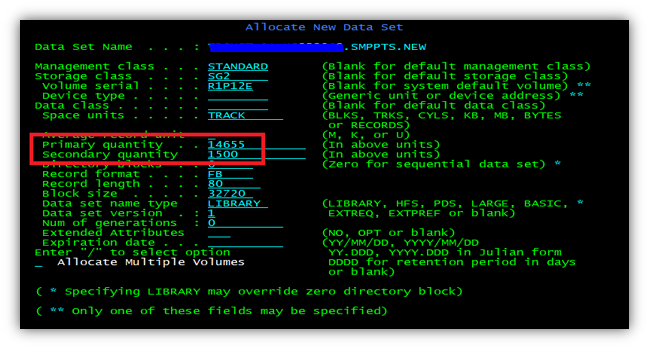 Allocate New Data Set
Data Set Name . . . : .SMPPTS.NEW
Management class . . . STANDARD (Blank for default management class)
Storage class . . . . SG2 (Blank for default storage class)
Volume serial . . . . R1P12E (Blank for system default volume) **
Device type . . . . . (Generic unit or device address) **
Data class . . . . . . (Blank for default data class)
Space units . . . . . TRACK (BLKS, TRKS, CYLS, KB, MB, BYTES
or RECORDS)
Average record unit (M, K, or U)
Primary quantity . . 14655 (In above units)
Secondary quantity 1500 (In above units)
Directory blocks . . 0 (Zero for sequential data set) *
Record format . . . . FB
Record length . . . . 80
Block size . . . . . 32720
Data set name type LIBRARY (LIBRARY, HFS, PDS, LARGE, BASIC, *
Data set version . : 1 EXTREQ, EXTPREF or blank)
Num of generations : 0
Extended Attributes (NO, OPT or blank)
Expiration date . . . (YY/MM/DD, YYYY/MM/DD
Enter "/" to select option YY.DDD, YYYY.DDD in Julian form
_ Allocate Multiple Volumes DDDD for retention period in days
or blank)
( * Specifying LIBRARY may override zero directory block)
( ** Only one of these fields may be specified)